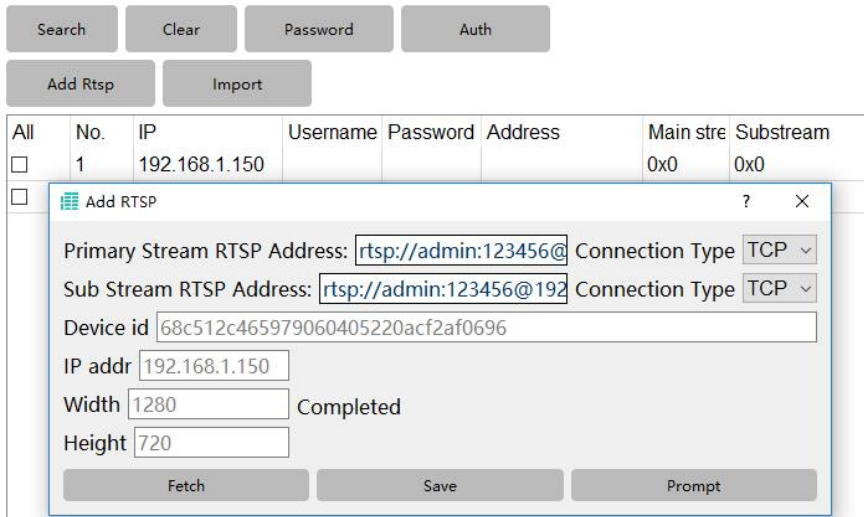 Search Clear Password Auth
Add Rtsp Import
All No. IP Username Password Address Main stre Substream
1 192.168.1.150 0x0 0x0
Add RTSP ? ×
Primary Stream RTSP Address: rtsp://admin:123456@ Connection Type TCP
Sub Stream RTSP Address: rtsp://admin:123456@192 Connection Type TCP
Device id 68c512c465979060405220acf2af0696
IP addr 192.168.1.150
Width 1280 Completed
Height 720
Fetch Save Prompt